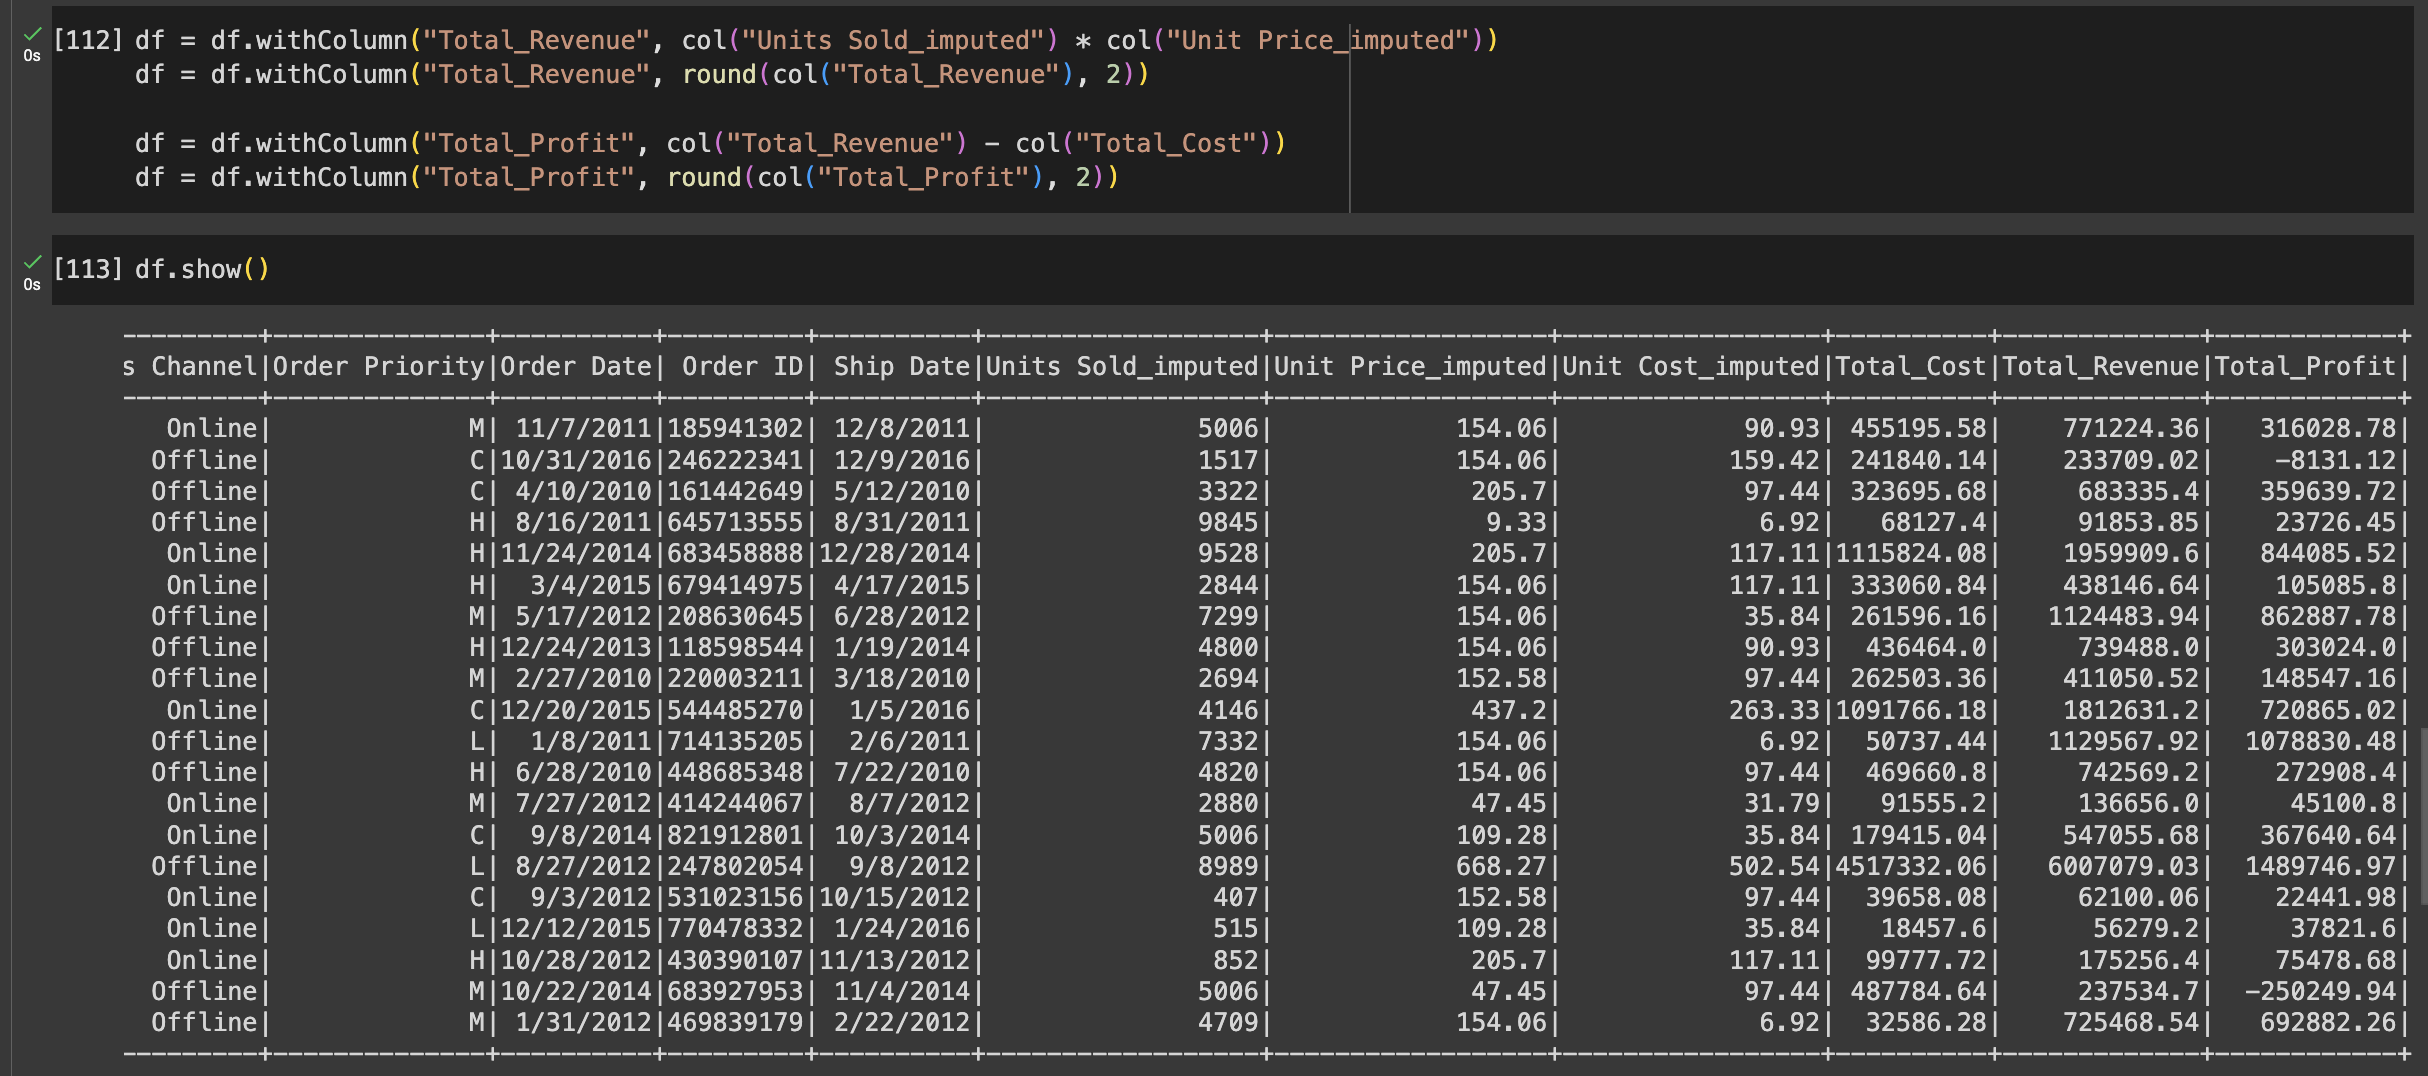 [112] df = df.withColumn("Total_Revenue", col("Units Sold_imputed") * col("Unit Price_imputed"))
0s
df = df.withColumn("Total_Revenue", round(col("Total_Revenue"), 2))
df = df.withColumn("Total_Profit", col("Total_Revenue") - col("Total_Cost"))
df = df.withColumn("Total_Profit", round(col("Total_Profit"), 2))
[113] df.show()
0s
---------+--------------+----------+---------+----------+------------------+------------------+------------------+----------+-------------+------------+
s Channel|Order Priority|Order Date| Order ID| Ship Date|Units Sold_imputed|Unit Price_imputed|Unit Cost_imputed|Total_Cost|Total_Revenue|Total_Profit|
---------+--------------+----------+---------+----------+------------------+------------------+-----------------+----------+-------------+------------+
Online| M| 11/7/2011|185941302| 12/8/2011| 5006| 154.06| 90.93| 455195.58| 771224.36| 316028.78|
Offline| C|10/31/2016|246222341| 12/9/2016| 1517| 154.06| 159.42| 241840.14| 233709.02| -8131.12|
Offline| C| 4/10/2010|161442649| 5/12/2010| 3322| 205.7| 97.44| 323695.68| 683335.4| 359639.72|
Offline| H| 8/16/2011|645713555| 8/31/2011| 9845| 9.33| 6.92| 68127.4| 91853.85| 23726.45|
Online| H|11/24/2014|683458888|12/28/2014| 9528| 205.7| 117.11|1115824.08| 1959909.6| 844085.52|
Online| H| 3/4/2015|679414975| 4/17/2015| 2844| 154.06| 117.11| 333060.84| 438146.64| 105085.8|
Offline| M| 5/17/2012|208630645| 6/28/2012| 7299| 154.06| 35.84| 261596.16| 1124483.94| 862887.78|
Offline| H|12/24/2013|118598544| 1/19/2014| 4800| 154.06| 90.93| 436464.0| 739488.0| 303024.0|
Offline| M| 2/27/2010|220003211| 3/18/2010| 2694| 152.58| 97.44| 262503.36| 411050.52| 148547.16|
Online| C|12/20/2015|544485270| 1/5/2016| 4146| 437.2| 263.33|1091766.18| 1812631.2| 720865.02|
Offline| L| 1/8/2011|714135205| 2/6/2011| 7332| 154.06| 6.92| 50737.44| 1129567.92| 1078830.48|
Offline| H| 6/28/2010|448685348| 7/22/2010| 4820| 154.06| 97.44| 469660.8| 742569.2| 272908.4|
Online| M| 7/27/2012|414244067| 8/7/2012| 2880| 47.45| 31.79| 91555.2| 136656.0| 45100.8|
Online| C| 9/8/2014|821912801| 10/3/2014| 5006| 109.28| 35.84| 179415.04| 547055.68| 367640.64|
Offline| L| 8/27/2012|247802054| 9/8/2012| 8989| 668.27| 502.54|4517332.06| 6007079.03| 1489746.97|
Online| C| 9/3/2012|531023156|10/15/2012| 407| 152.58| 97.44| 39658.08| 62100.06| 22441.98|
Online| L|12/12/2015|770478332| 1/24/2016| 515| 109.28| 35.84| 18457.6| 56279.2| 37821.6|
Online| H|10/28/2012|430390107|11/13/2012| 852| 205.7| 117.11| 99777.72| 175256.4| 75478.68|
Offline| M|10/22/2014|683927953| 11/4/2014| 5006| 47.45| 97.44| 487784.64| 237534.7| -250249.94|
Offline| M| 1/31/2012|469839179| 2/22/2012| 4709| 154.06| 6.92| 32586.28| 725468.54| 692882.26|
---------+--------------+----------+---------+----------+------------------+------------------+-----------------+----------+-------------+------------+